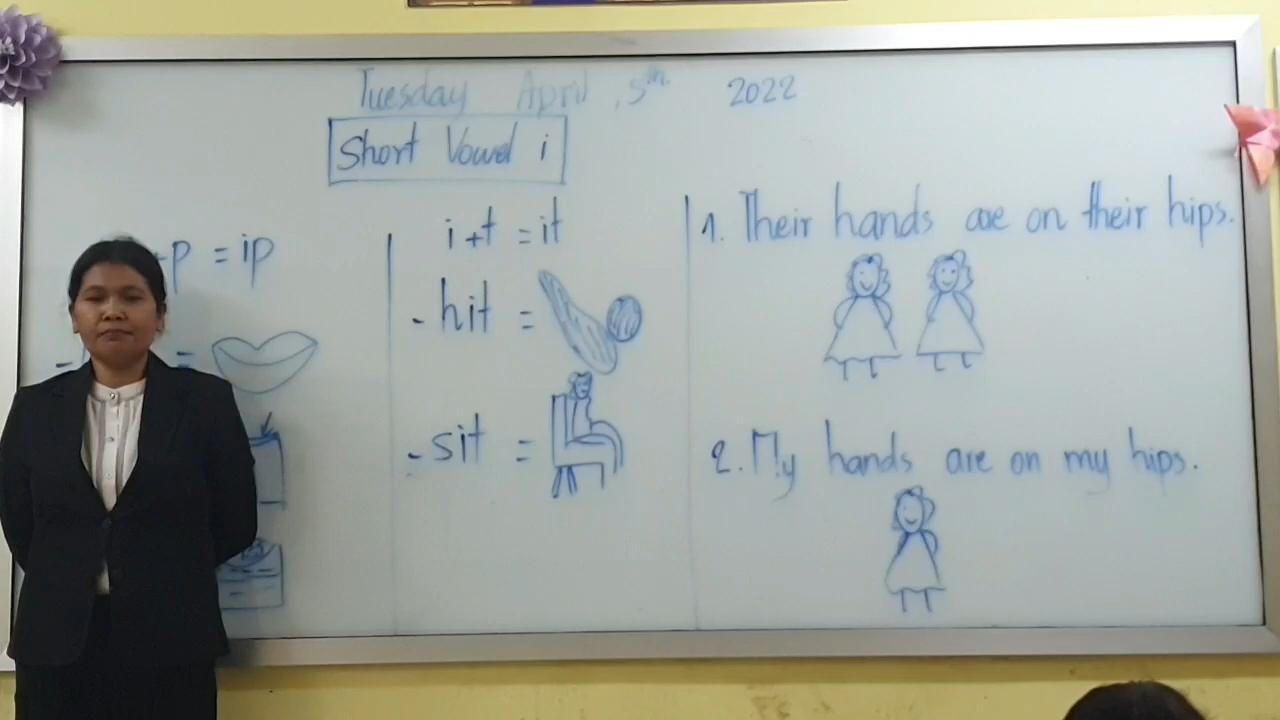 Tuesday April, 5th 2022
Short Vowel i
+p = ip
- =
i + t = it
- hit =
- sit =
1. Their hands are on their hips.
2. My hands are on my hips.